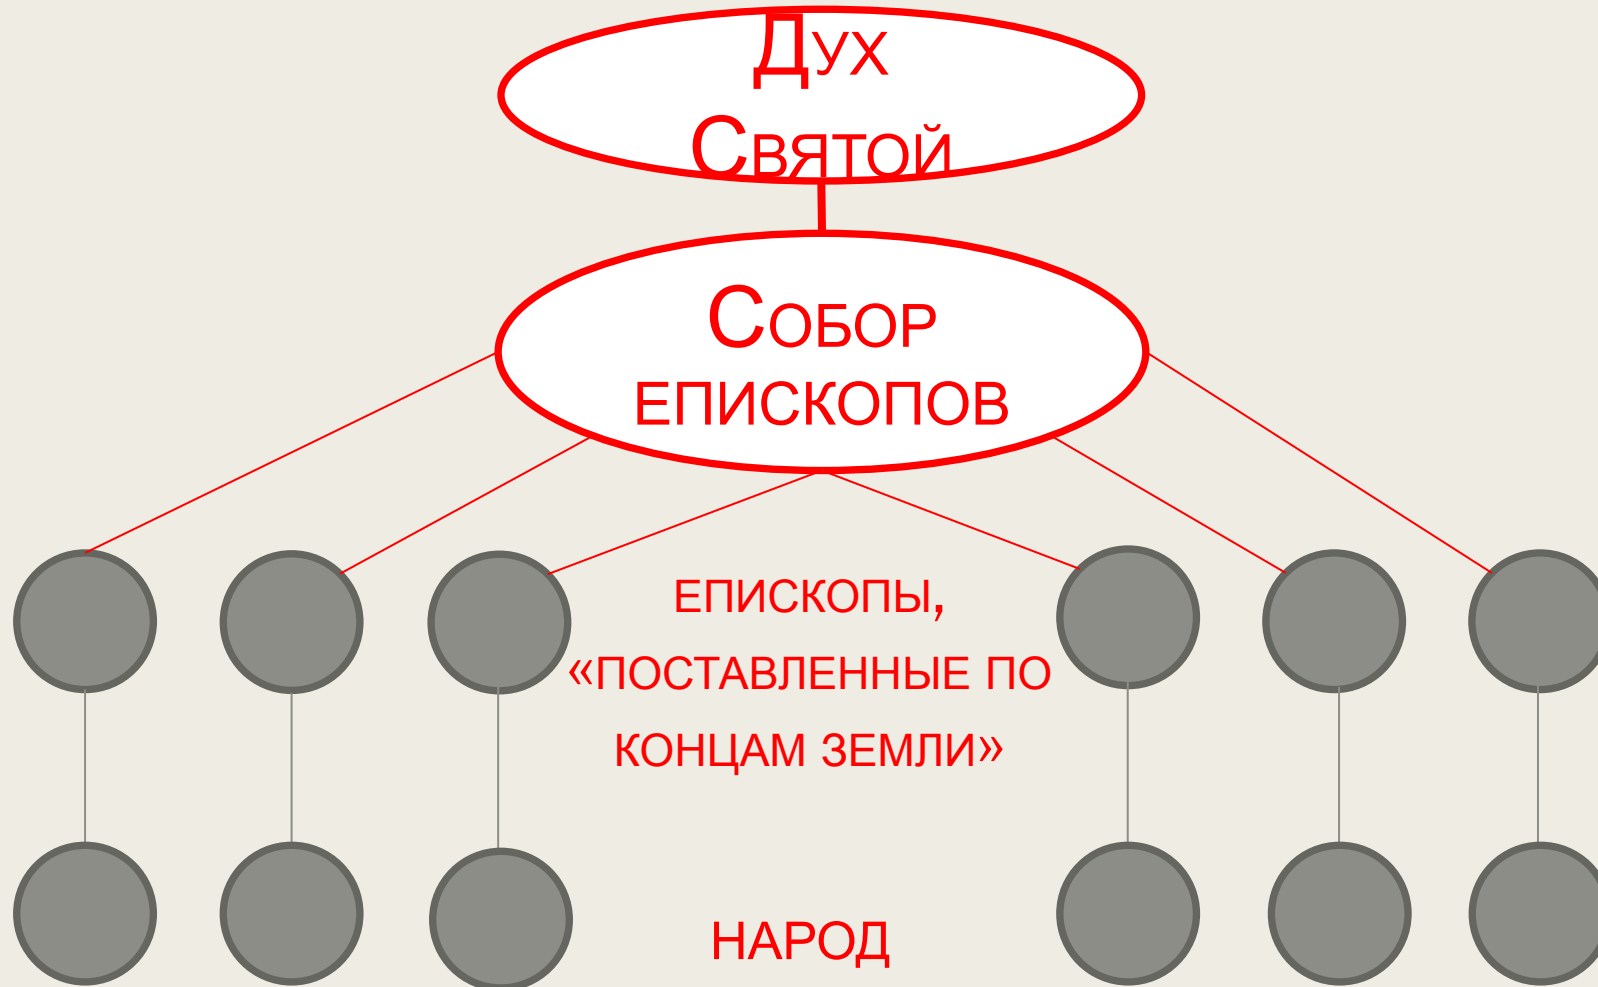 Дух
Святой
Собор
епископов
епископы,
«поставленные по
концам земли»
народ